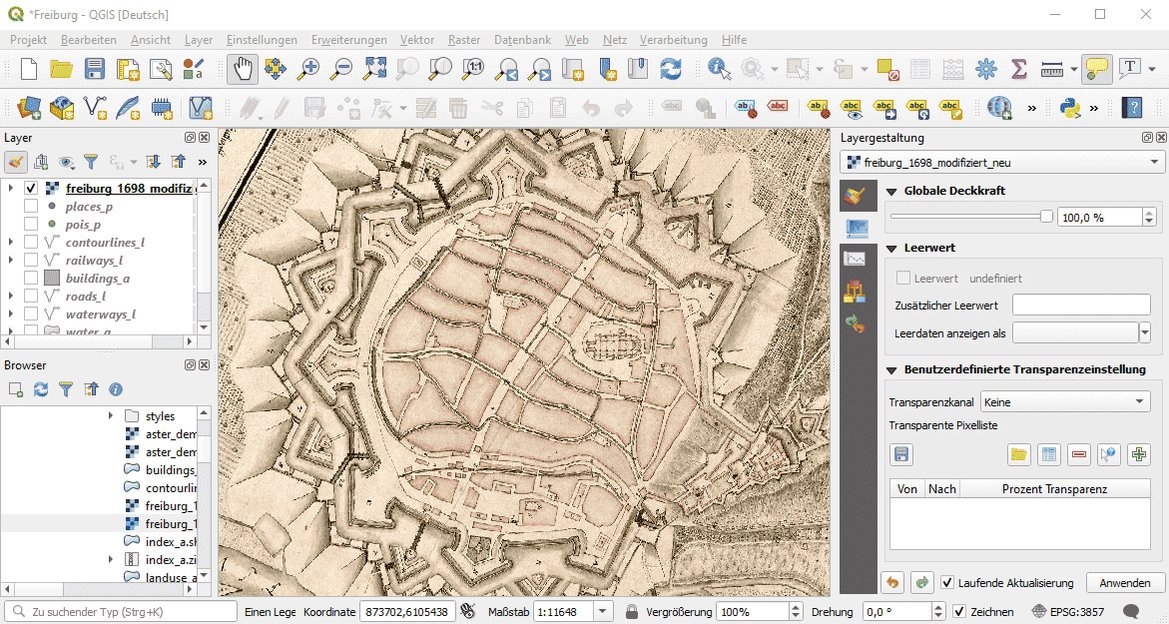 *Freiburg - QGIS [Deutsch]
Projekt Bearbeiten Ansicht Layer Einstellungen Erweiterungen Vektor Raster Datenbank Web Netz Verarbeitung Hilfe
Layer
freiburg_1698_modifiz
places_p
pois_p
contourlines_l
railways_l
buildings_a
roads_l
waterways_l
water_a
Browser
styles
aster_dem
aster_dem
buildings_
contourlin
freiburg_1
freiburg_1
index_a.sh
index_a.zi
landuse_a
Layergestaltung
freiburg_1698_modifiziert_neu
Globale Deckkraft
100,0 %
Leerwert
Leerwert undefiniert
Zusätzlicher Leerwert
Leerdaten anzeigen als
Benutzerdefinierte Transparenzeinstellung
Transparenzkanal Keine
Transparente Pixelliste
Von Nach Prozent Transparenz
Laufende Aktualisierung Anwenden
Zu suchender Typ (Strg+K) Einen Lege Koordinate 873702,6105438 Maßstab 1:11648 Vergrößerung 100% Drehung 0,0 ° Zeichnen EPSG:3857